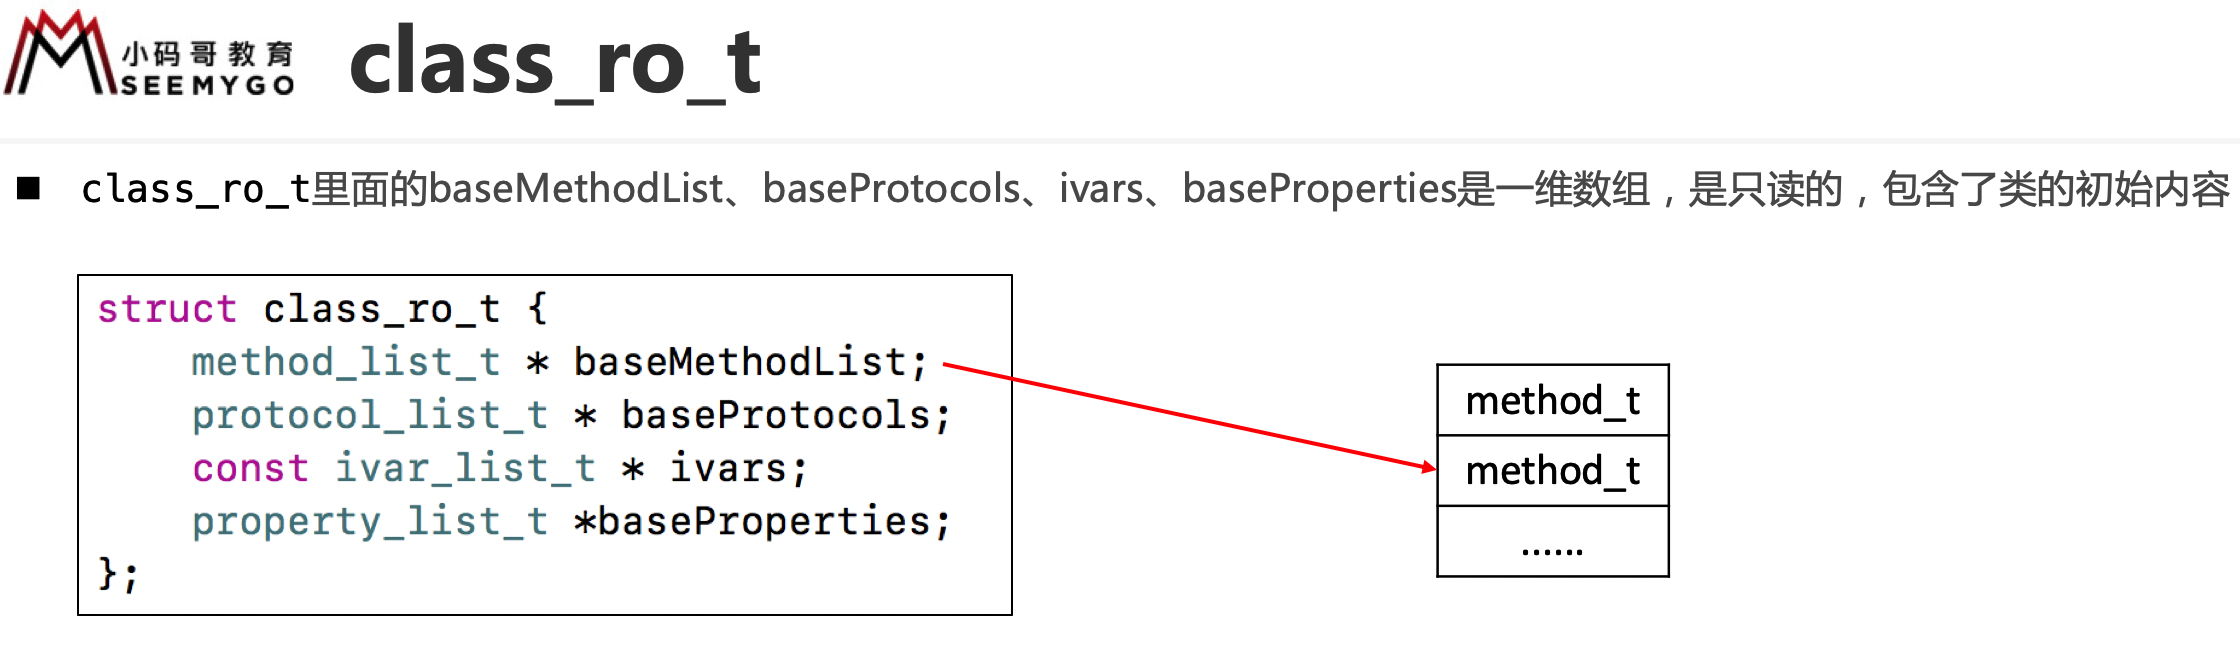 小码哥教育
SEEMYGO
class_ro_t
■ class_ro_t里面的baseMethodList、baseProtocols、ivars、baseProperties是一维数组，是只读的，包含了类的初始内容
struct class_ro_t {
    method_list_t * baseMethodList;
    protocol_list_t * baseProtocols;
    const ivar_list_t * ivars;
    property_list_t *baseProperties;
};
method_t
method_t
......